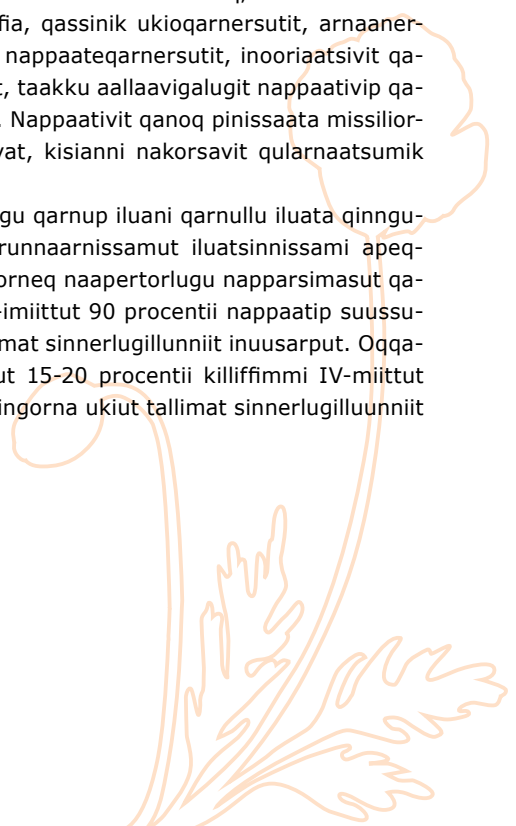 fia, qassinik ukioqarnersutit, arnaaner-
nappaateqarnersutit, inooriaatsivit qa-
t, taakku aallaavigalugit nappaativip qa-
. Nappaativit qanoq pinissaata missilior-
vat, kisianni nakorsavit qularnaatsumik
gu qarnup iluani qarnullu iluata qinngu-
runnaarnissamut iluatsinnissami apeq-
orneq naapertorlugu napparsimasut qa-
-imiittut 90 procentii nappaatip suussu-
mat sinnerlugillunniit inuusarput. Oqqa-
ut 15-20 procentii killiffimmi IV-miittut
ingorna ukiut tallimat sinnerlugilluunniit